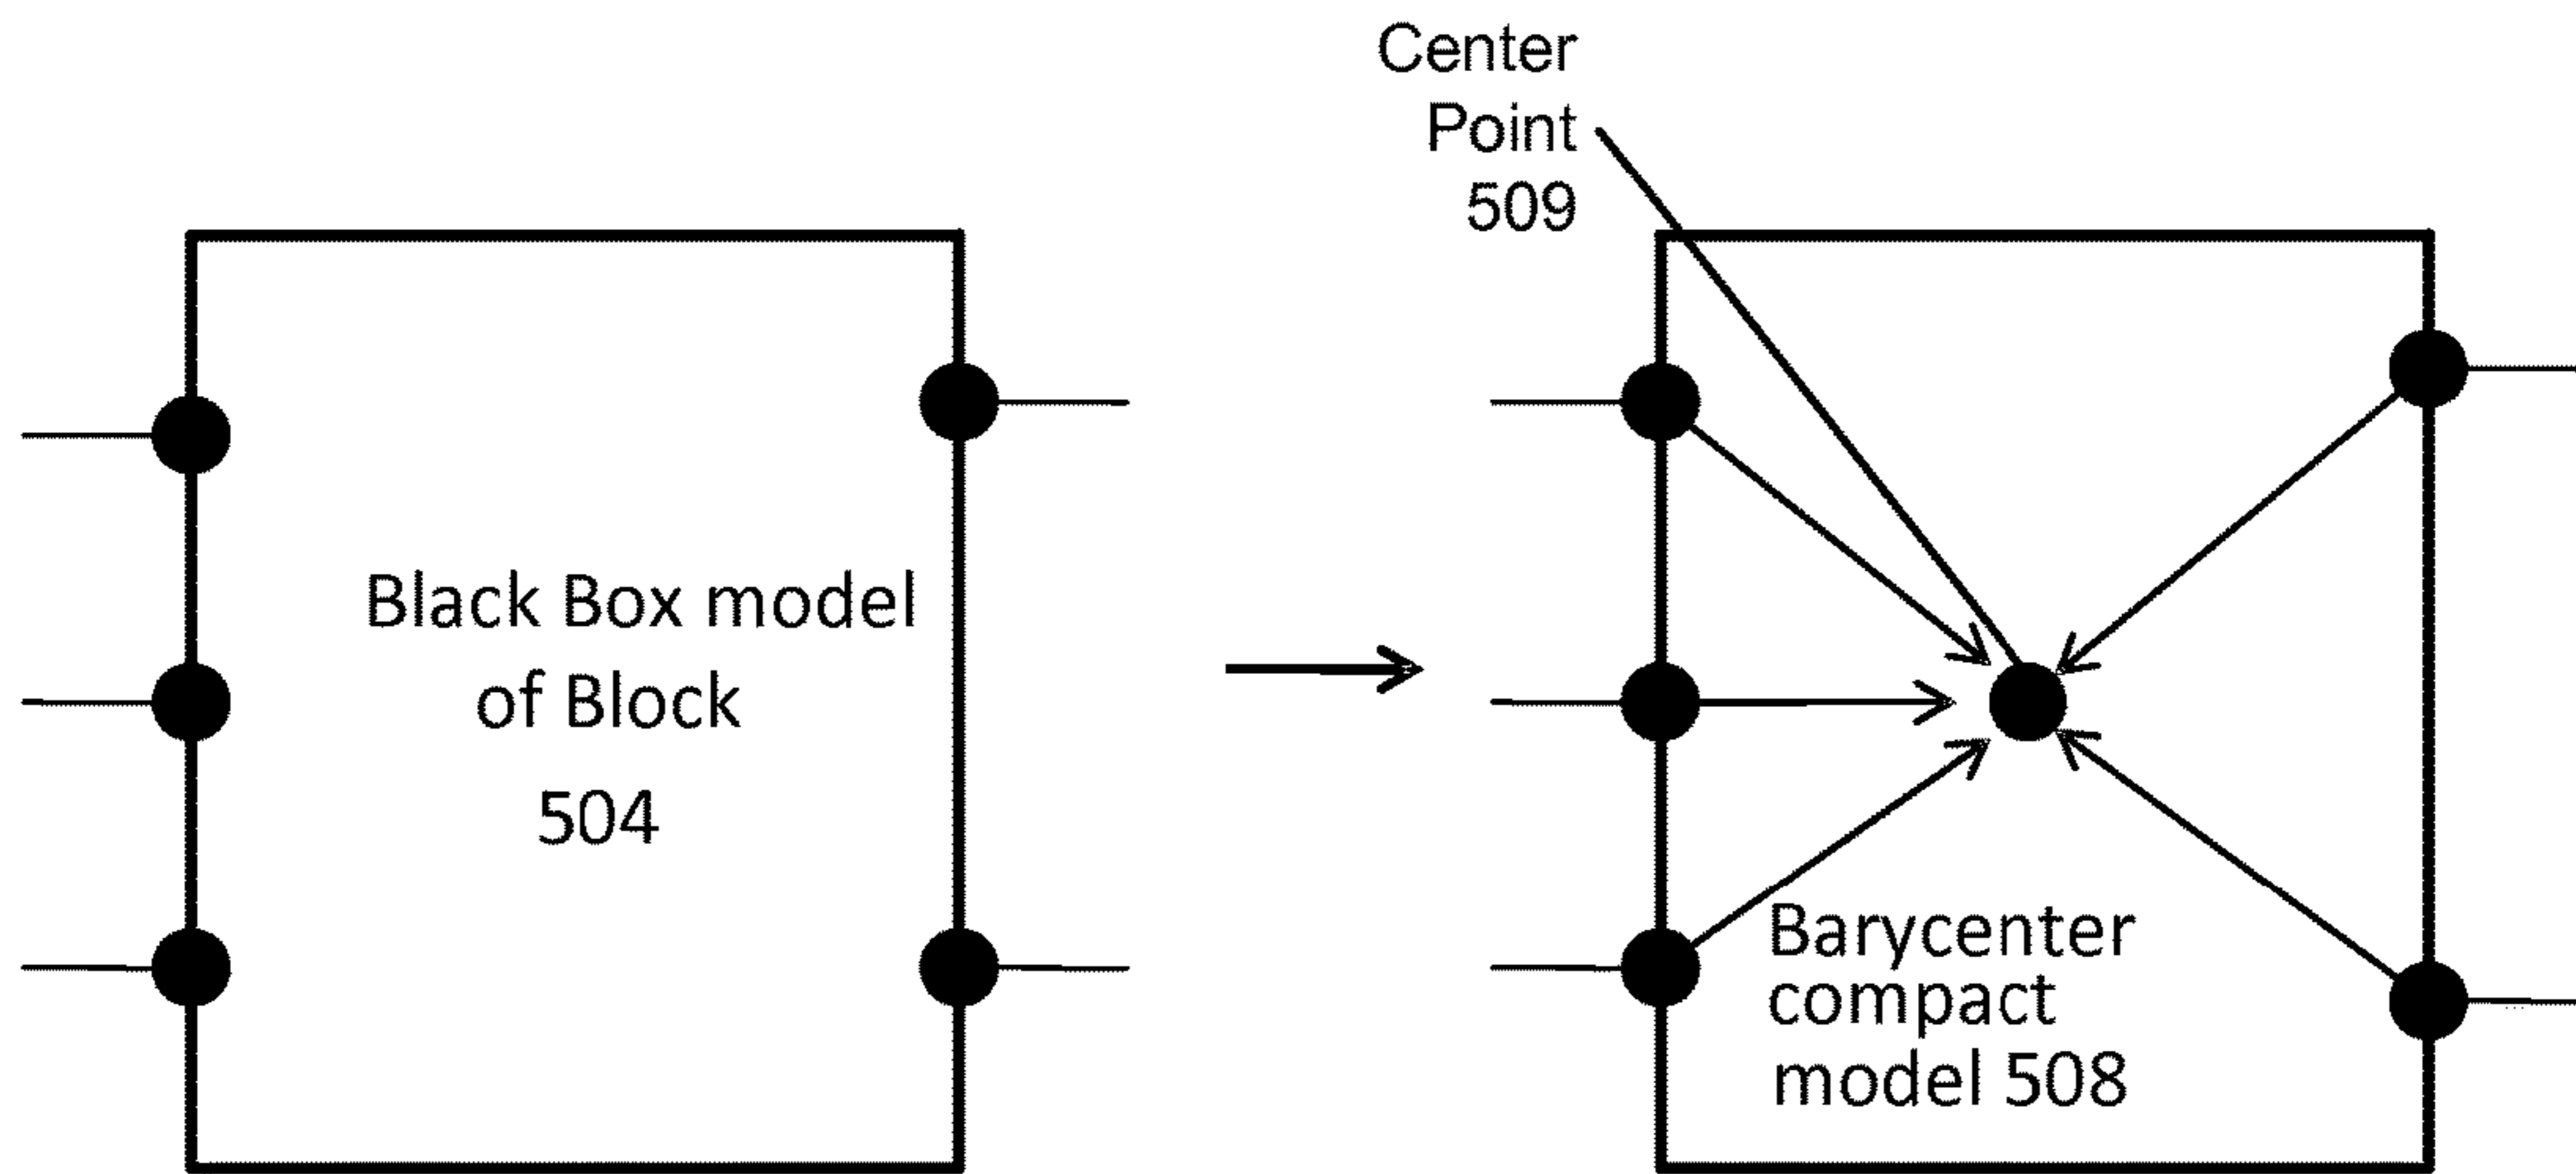 Center
Point
509
Black Box model
of Block
504
Barycenter
compact
model 508